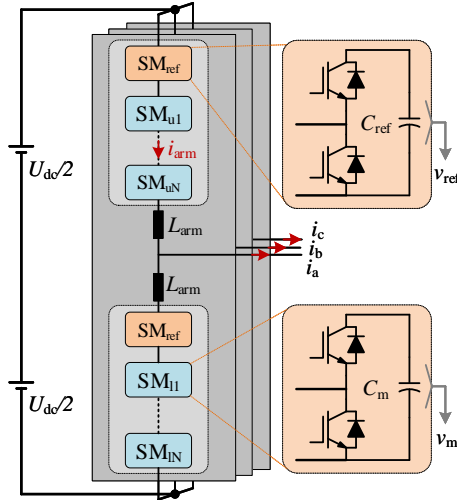 SMref
SMu1
iarm
SMuN
Larm
Udc/2
Cref
vref
ic
ib
ia
Larm
SMref
SMl1
SMlN
Udc/2
Cm
vm